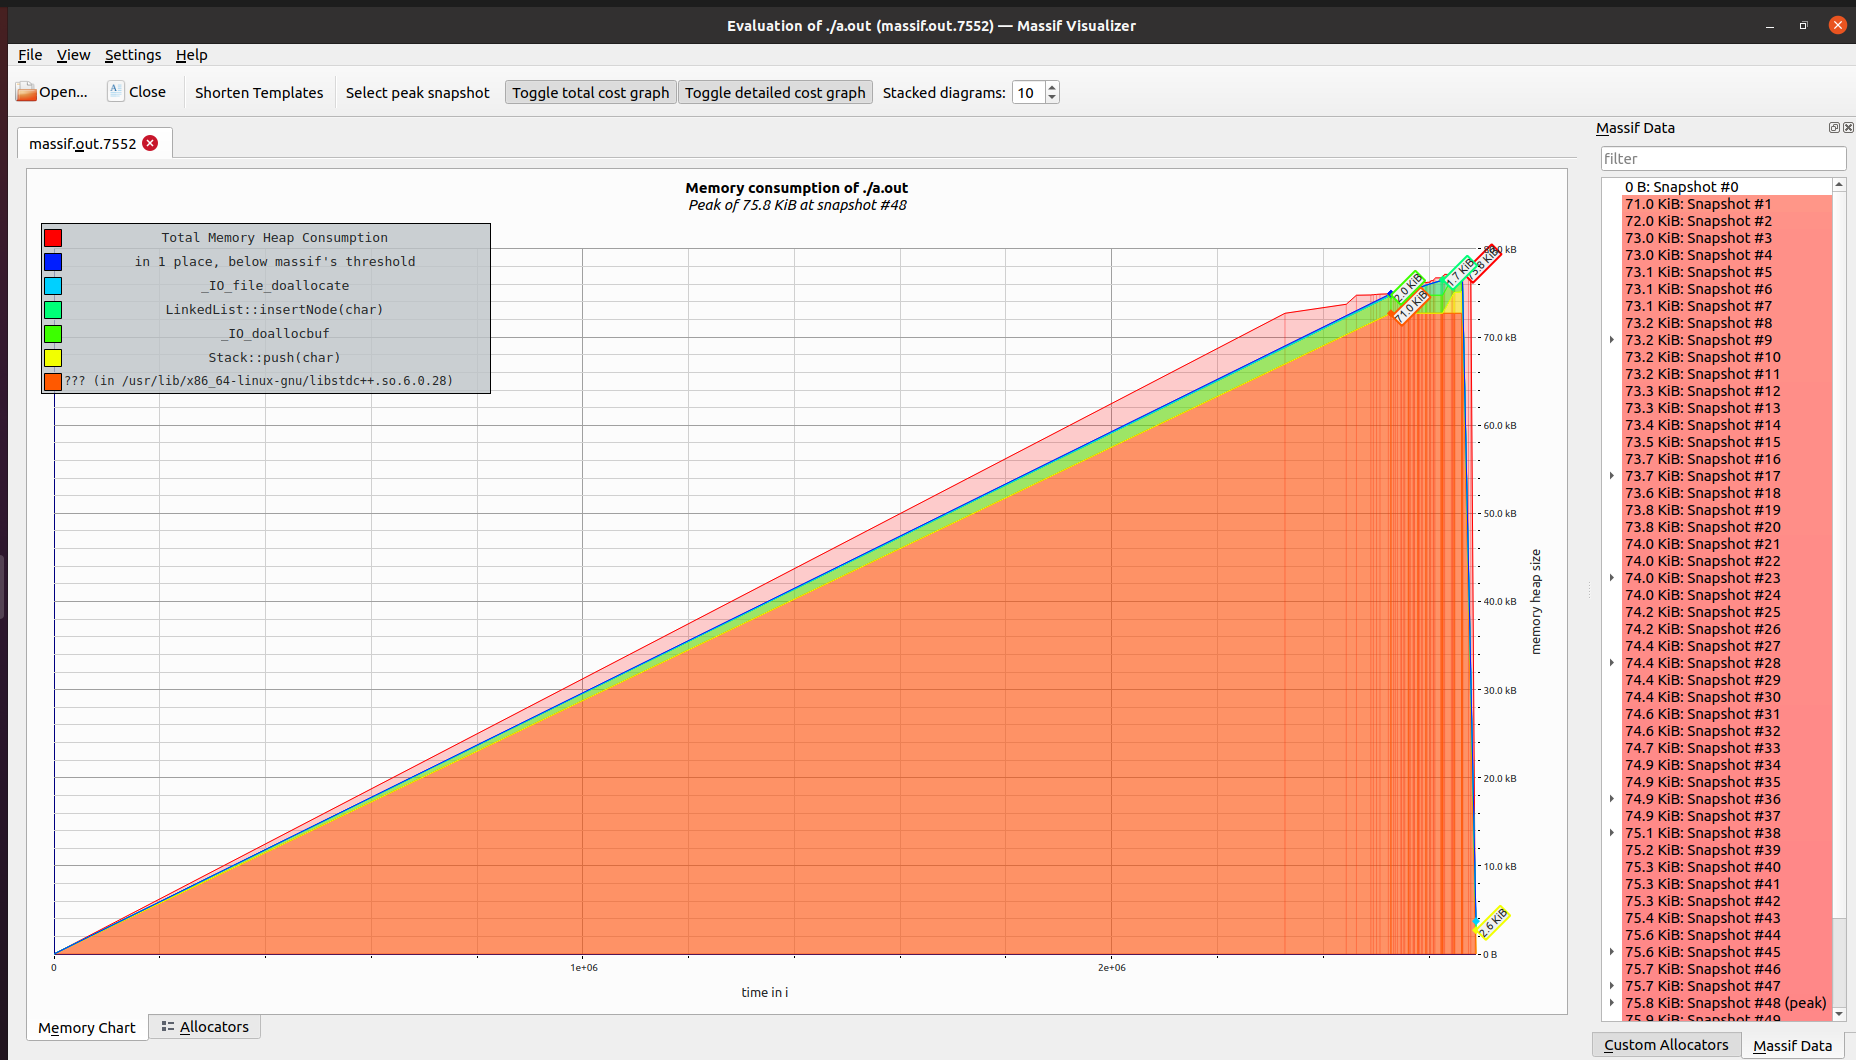 Evaluation of ./a.out (massif.out.7552) — Massif Visualizer
File View Settings Help
Open... Close Shorten Templates Select peak snapshot Toggle total cost graph Toggle detailed cost graph Stacked diagrams: 10
massif.out.7552
Memory consumption of ./a.out
Peak of 75.8 KiB at snapshot #48
Total Memory Heap Consumption
in 1 place, below massif's threshold
_IO_file_doallocate
LinkedList::insertNode(char)
_IO_doallocbuf
Stack::push(char)
??? (in /usr/lib/x86_64-linux-gnu/libstdc++.so.6.0.28)
2.0 KiB
71.0 KiB
1.7 KiB
2.6 KiB
70.0 kB
60.0 kB
50.0 kB
40.0 kB
30.0 kB
20.0 kB
10.0 kB
0 B
memory heap size
0 1e+06 2e+06
time in i
Memory Chart Allocators
Massif Data
filter
0 B: Snapshot #0
71.0 KiB: Snapshot #1
72.0 KiB: Snapshot #2
73.0 KiB: Snapshot #3
73.0 KiB: Snapshot #4
73.1 KiB: Snapshot #5
73.1 KiB: Snapshot #6
73.1 KiB: Snapshot #7
73.2 KiB: Snapshot #8
73.2 KiB: Snapshot #9
73.2 KiB: Snapshot #10
73.2 KiB: Snapshot #11
73.3 KiB: Snapshot #12
73.3 KiB: Snapshot #13
73.4 KiB: Snapshot #14
73.5 KiB: Snapshot #15
73.7 KiB: Snapshot #16
73.7 KiB: Snapshot #17
73.6 KiB: Snapshot #18
73.8 KiB: Snapshot #19
73.8 KiB: Snapshot #20
74.0 KiB: Snapshot #21
74.0 KiB: Snapshot #22
74.0 KiB: Snapshot #23
74.0 KiB: Snapshot #24
74.2 KiB: Snapshot #25
74.2 KiB: Snapshot #26
74.4 KiB: Snapshot #27
74.4 KiB: Snapshot #28
74.4 KiB: Snapshot #29
74.4 KiB: Snapshot #30
74.6 KiB: Snapshot #31
74.6 KiB: Snapshot #32
74.7 KiB: Snapshot #33
74.9 KiB: Snapshot #34
74.9 KiB: Snapshot #35
74.9 KiB: Snapshot #36
74.9 KiB: Snapshot #37
75.1 KiB: Snapshot #38
75.2 KiB: Snapshot #39
75.3 KiB: Snapshot #40
75.3 KiB: Snapshot #41
75.3 KiB: Snapshot #42
75.4 KiB: Snapshot #43
75.6 KiB: Snapshot #44
75.6 KiB: Snapshot #45
75.7 KiB: Snapshot #46
75.7 KiB: Snapshot #47
75.8 KiB: Snapshot #48 (peak)
75.9 KiB: Snapshot #49
Custom Allocators Massif Data